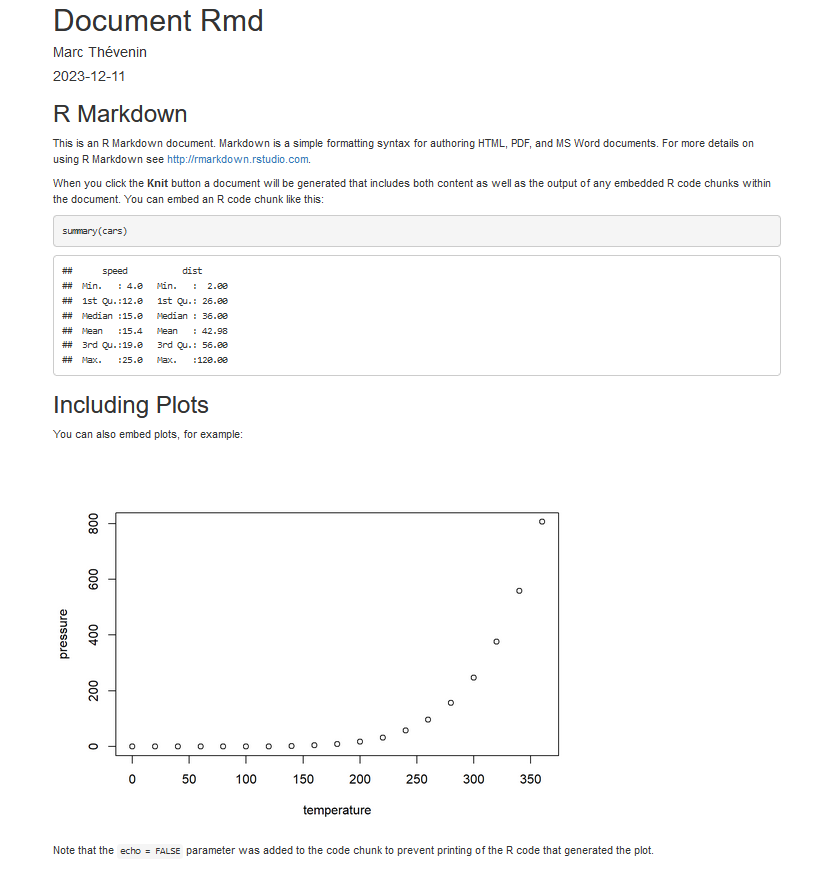 Document Rmd
Marc Thévenin
2023-12-11
R Markdown
This is an R Markdown document. Markdown is a simple formatting syntax for authoring HTML, PDF, and MS Word documents. For more details on
using R Markdown see http://rmarkdown.rstudio.com.
When you click the Knit button a document will be generated that includes both content as well as the output of any embedded R code chunks within
the document. You can embed an R code chunk like this:
summary(cars)
##      speed           dist
##  Min.   : 4.0   Min.   :  2.00
##  1st Qu.:12.0   1st Qu.: 26.00
##  Median :15.0   Median : 36.00
##  Mean   :15.4   Mean   : 42.98
##  3rd Qu.:19.0   3rd Qu.: 56.00
##  Max.   :25.0   Max.   :120.00
Including Plots
You can also embed plots, for example:
800
600
400
200
0
pressure
0 50 100 150 200 250 300 350
temperature
Note that the echo = FALSE parameter was added to the code chunk to prevent printing of the R code that generated the plot.